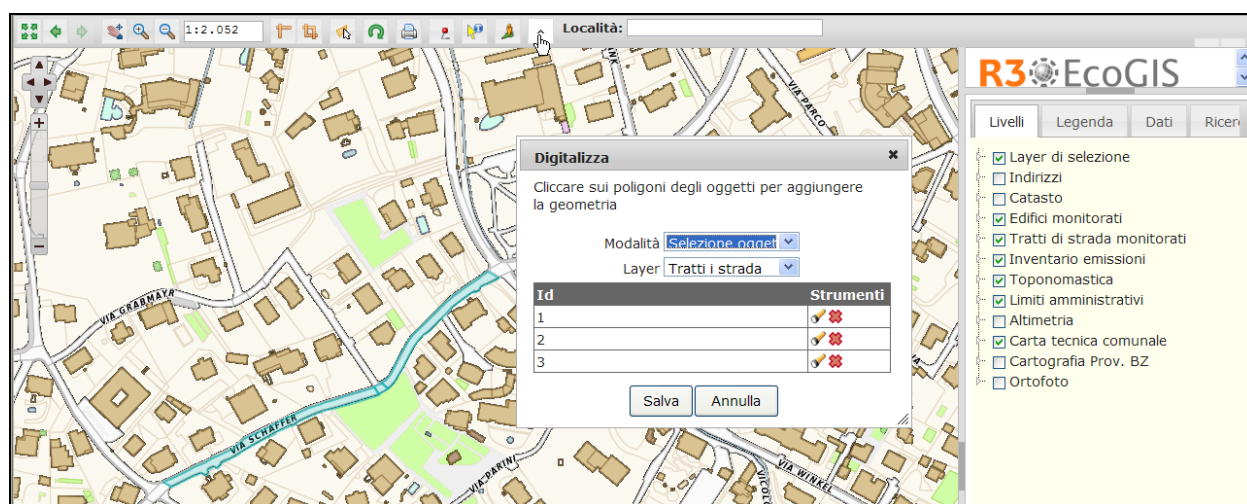 1:2.052
Località:
R3 EcoGIS
Livelli
Legenda
Dati
Ricerc
Layer di selezione
Indirizzi
Catasto
Edifici monitorati
Tratti di strada monitorati
Inventario emissioni
Toponomastica
Limiti amministrativi
Altimetria
Carta tecnica comunale
Cartografia Prov. BZ
Ortofoto
Digitalizza
Cliccare sui poligoni degli oggetti per aggiungere
la geometria
Modalità Selezione ogget
Layer Tratti i strada
Id Strumenti
1
2
3
Salva Annulla
VIA PARCO
VIA GRABMAYR
VIA SCHAFFER
VIA PARINI
VIA WINKEL
VICOL